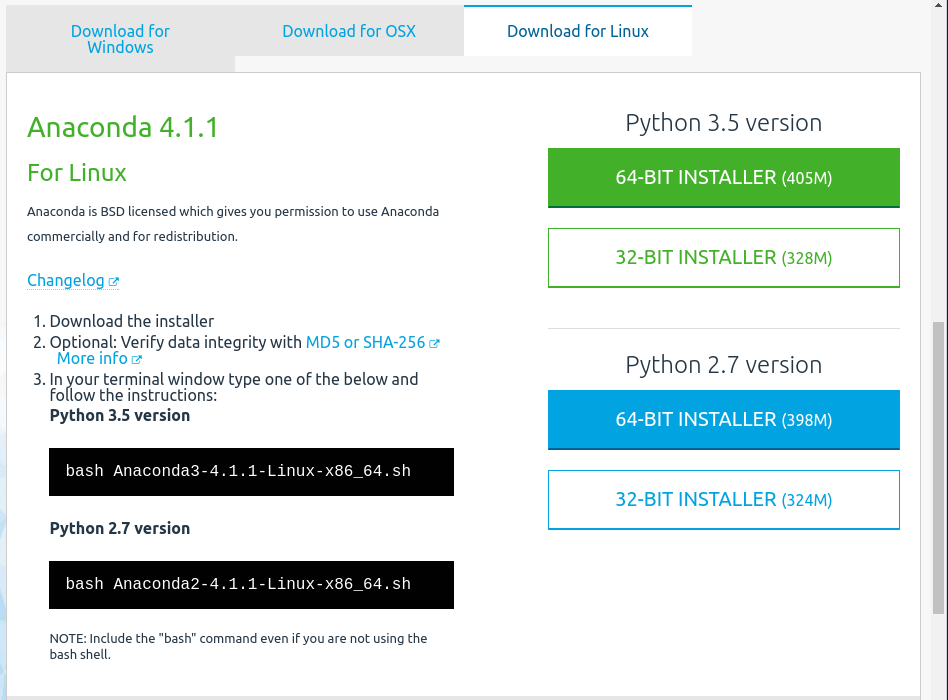 Download for
Windows
Download for OSX
Download for Linux
Anaconda 4.1.1
For Linux
Anaconda is BSD licensed which gives you permission to use Anaconda
commercially and for redistribution.
Changelog
1. Download the installer
2. Optional: Verify data integrity with MD5 or SHA-256
More info
3. In your terminal window type one of the below and
follow the instructions:
Python 3.5 version
bash Anaconda3-4.1.1-Linux-x86_64.sh
Python 2.7 version
bash Anaconda2-4.1.1-Linux-x86_64.sh
NOTE: Include the "bash" command even if you are not using the
bash shell.
Python 3.5 version
64-BIT INSTALLER (405M)
32-BIT INSTALLER (328M)
Python 2.7 version
64-BIT INSTALLER (398M)
32-BIT INSTALLER (324M)